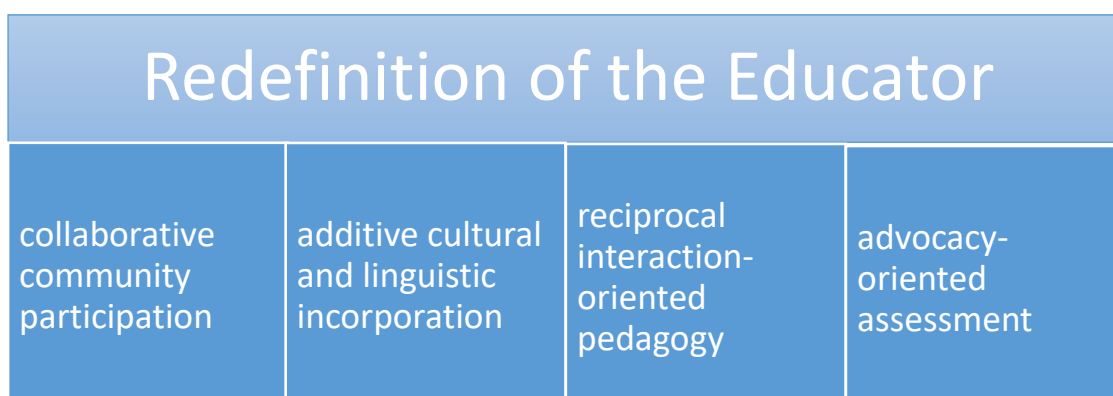 Redefinition of the Educator
collaborative
community
participation
additive cultural
and linguistic
incorporation
reciprocal
interaction-
oriented
pedagogy
advocacy-
oriented
assessment